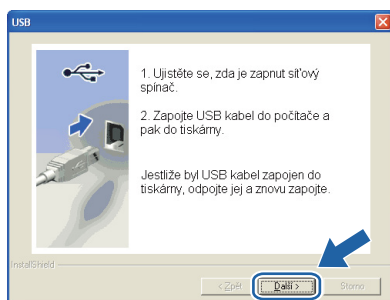 USB
1. Ujistěte se, zda je zapnut síťový
spínač.
2. Zapojte USB kabel do počítače a
pak do tiskárny.
Jestliže byl USB kabel zapojen do
tiskárny, odpojte jej a znovu zapojte.
InstallShield
< Zpět
Další >
Storno